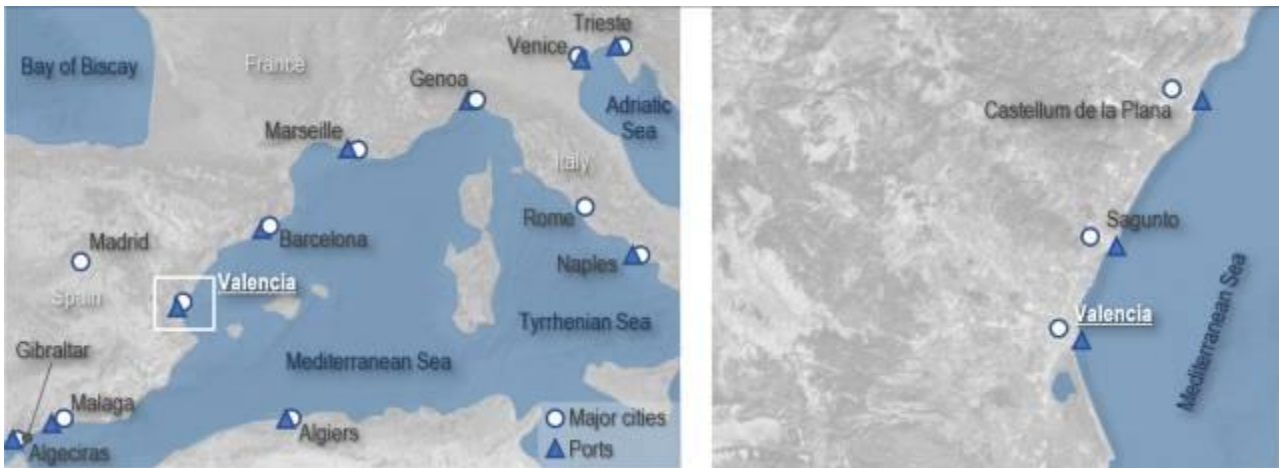 Trieste
Venice
Bay of Biscay
France
Genoa
Adriatic
Sea
Marseille
Italy
Rome
Madrid
Barcelona
Naples
Valencia
Spain
Tyrrhenian Sea
Gibraltar
Mediterranean Sea
Malaga
Algiers
Algeciras
Major cities
Ports
Castellum de la Plana
Sagunto
Valencia
Mediterranean Sea